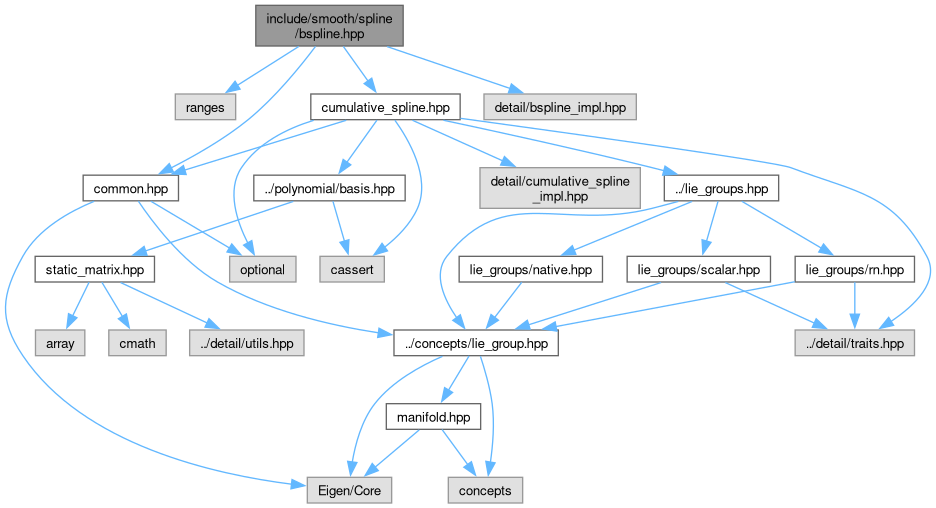 include/smooth/spline
/bspline.hpp
ranges
cumulative_spline.hpp
detail/bspline_impl.hpp
common.hpp
../polynomial/basis.hpp
detail/cumulative_spline
_impl.hpp
../lie_groups.hpp
static_matrix.hpp
optional
cassert
lie_groups/native.hpp
lie_groups/scalar.hpp
lie_groups/rn.hpp
array
cmath
../detail/utils.hpp
../concepts/lie_group.hpp
../detail/traits.hpp
manifold.hpp
Eigen/Core
concepts